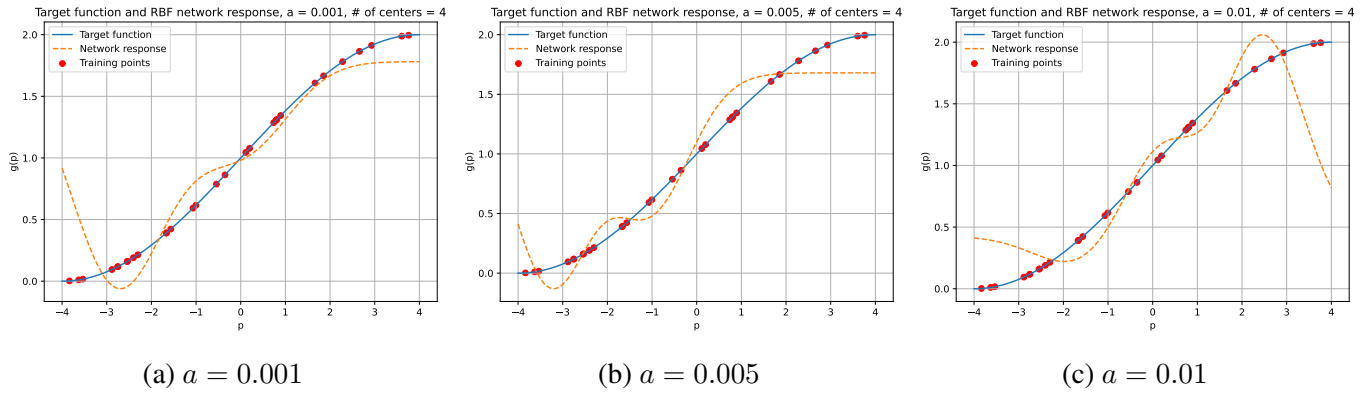 Target function and RBF network response, a = 0.001, # of centers = 4
2.0
1.5
1.0
0.5
0.0
g(p)
Target function
Network response
Training points
−4 −3 −2 −1 0 1 2 3 4
p
(a) a = 0.001
Target function and RBF network response, a = 0.005, # of centers = 4
2.0
1.5
1.0
0.5
0.0
g(p)
Target function
Network response
Training points
−4 −3 −2 −1 0 1 2 3 4
p
(b) a = 0.005
Target function and RBF network response, a = 0.01, # of centers = 4
2.0
1.5
1.0
0.5
0.0
g(p)
Target function
Network response
Training points
−4 −3 −2 −1 0 1 2 3 4
p
(c) a = 0.01